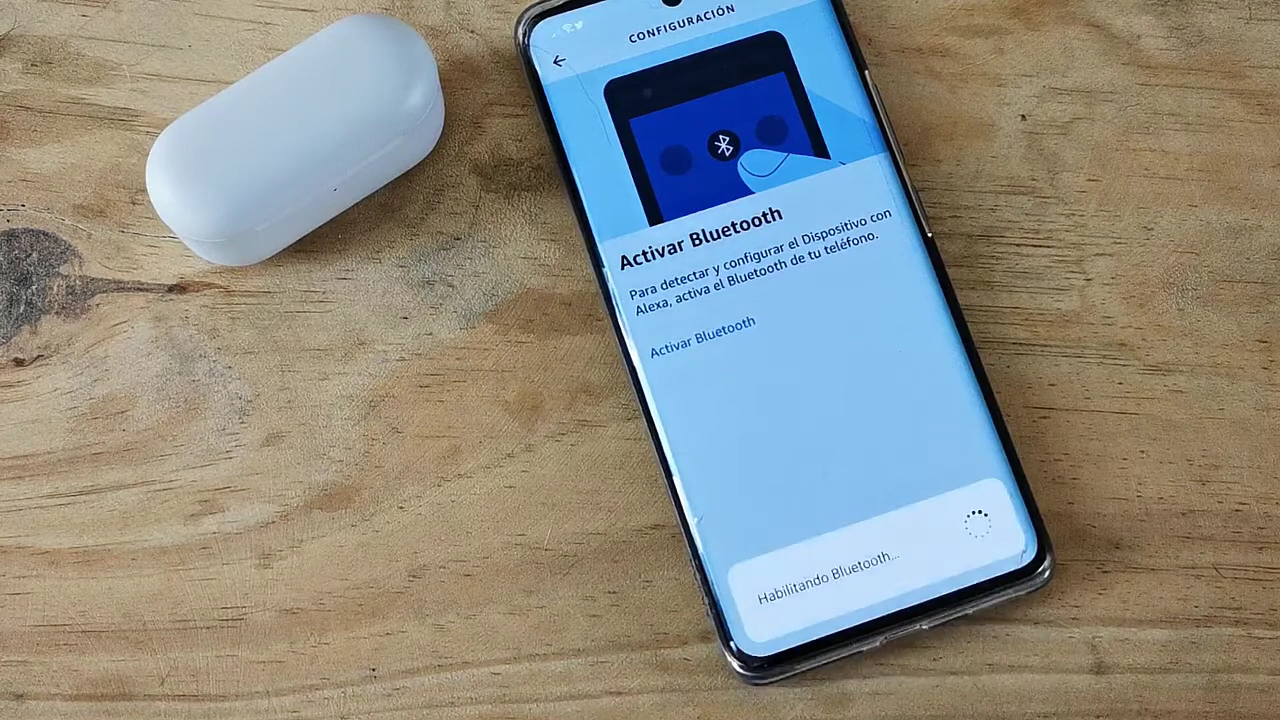 CONFIGURACIÓN
Activar Bluetooth
Para detectar y configurar el Dispositivo con
Alexa, activa el Bluetooth de tu teléfono.
Activar Bluetooth
Habilitando Bluetooth...